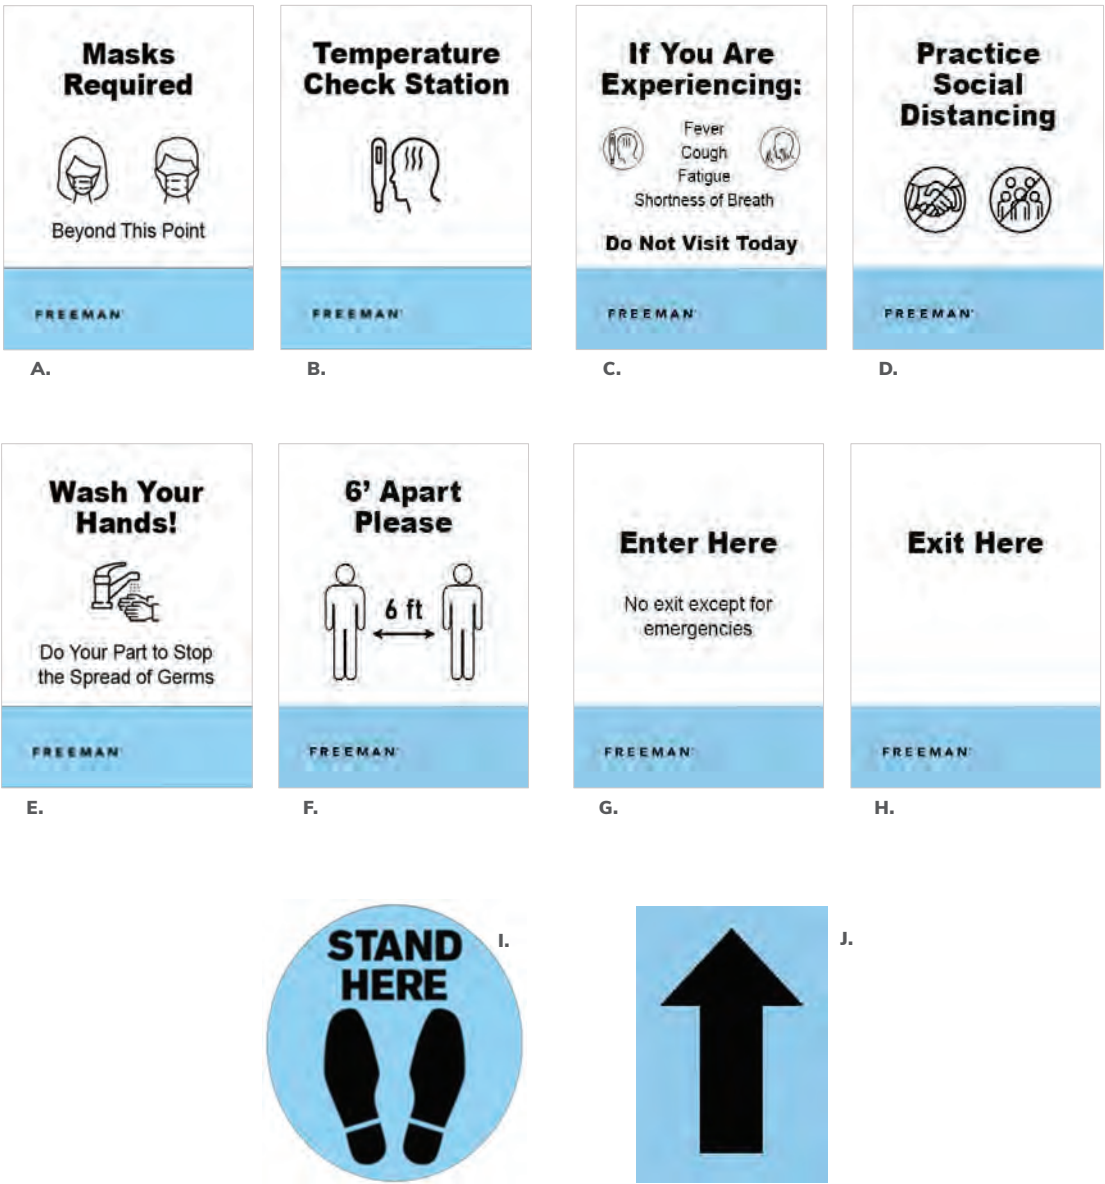 Masks
Required
Beyond This Point
FREEMAN
A.
Temperature
Check Station
FREEMAN
B.
If You Are
Experiencing:
Fever
Cough
Fatigue
Shortness of Breath
Do Not Visit Today
FREEMAN
C.
Practice
Social
Distancing
FREEMAN
D.
Wash Your
Hands!
Do Your Part to Stop
the Spread of Germs
FREEMAN
E.
6’ Apart
Please
6 ft
FREEMAN
F.
Enter Here
No exit except for
emergencies
FREEMAN
G.
Exit Here
FREEMAN
H.
STAND
HERE
I.
J.